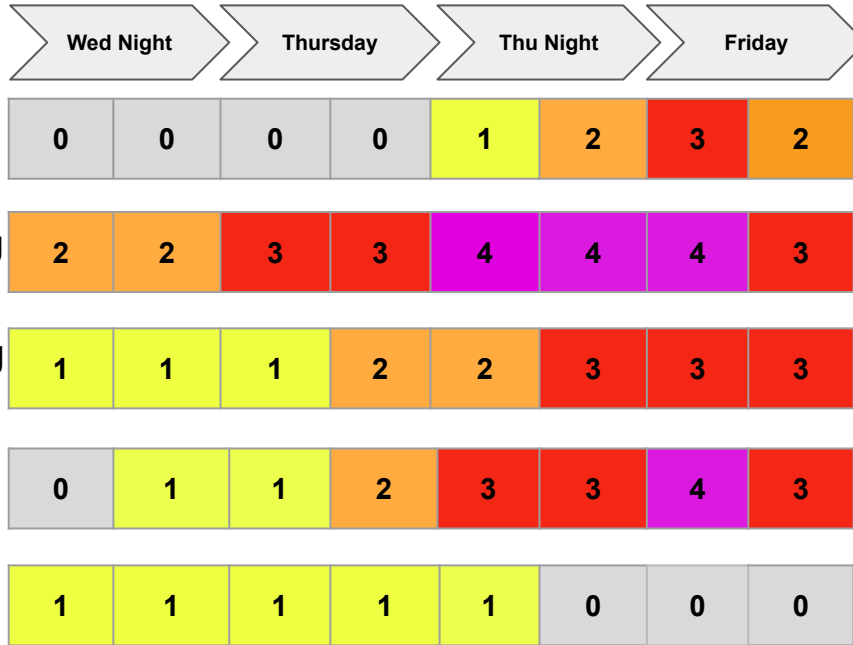 Wed Night Thursday Thu Night Friday
0 0 0 0 1 2 3 2
2 2 3 3 4 4 4 3
1 1 1 2 2 3 3 3
0 1 1 2 3 3 4 3
1 1 1 1 1 0 0 0